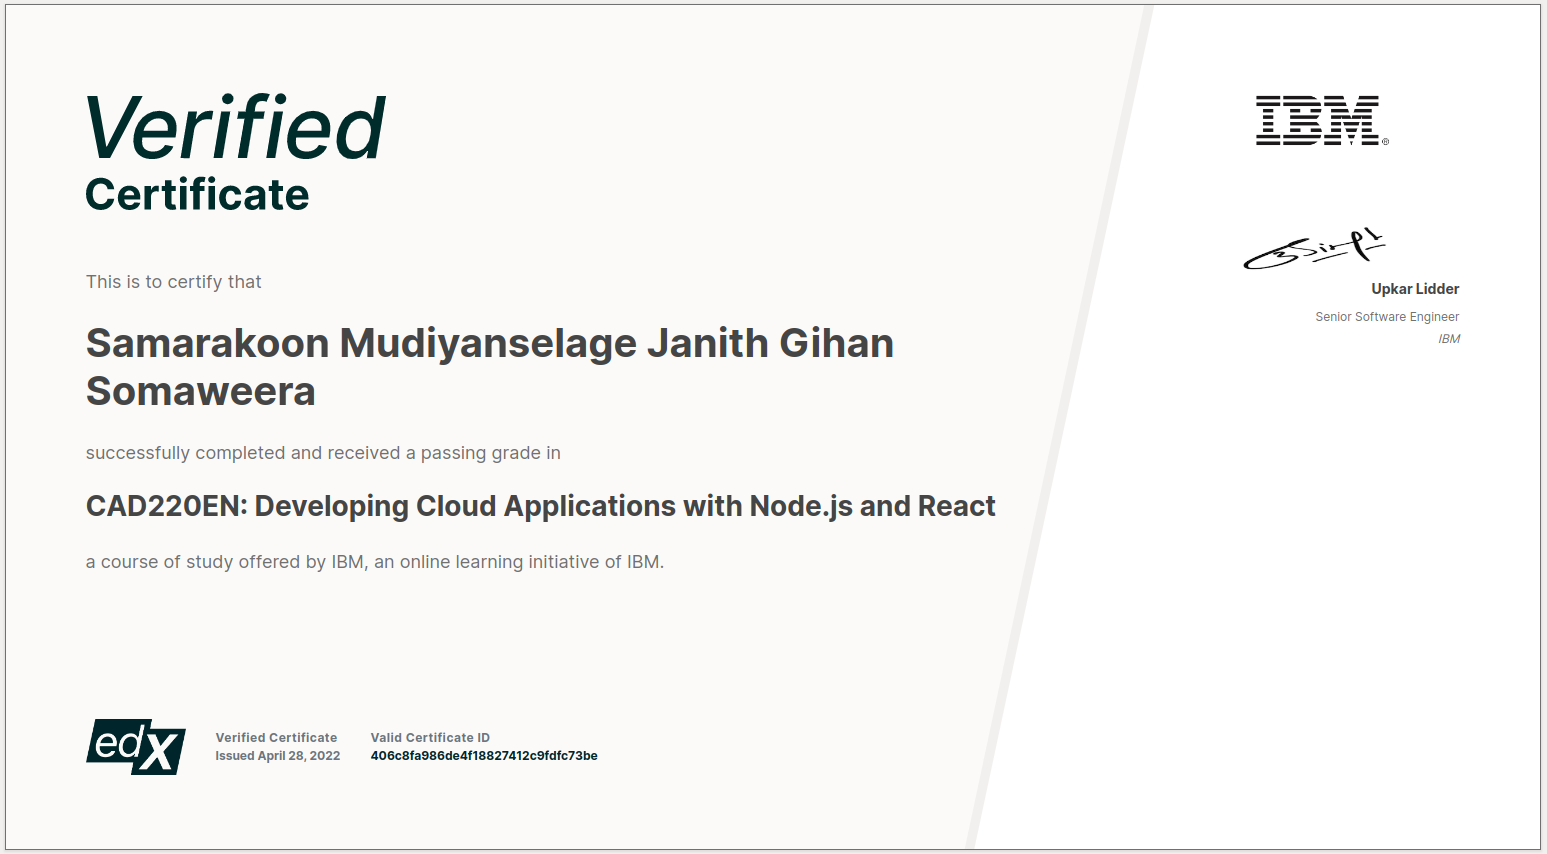 Verified
Certificate
This is to certify that
Samarakoon Mudiyanselage Janith Gihan
Somaweera
successfully completed and received a passing grade in
CAD220EN: Developing Cloud Applications with Node.js and React
a course of study offered by IBM, an online learning initiative of IBM.
edX
Verified Certificate
Issued April 28, 2022
Valid Certificate ID
406c8fa986de4f18827412c9fdfc73be
IBM®
Upkar Lidder
Senior Software Engineer
IBM